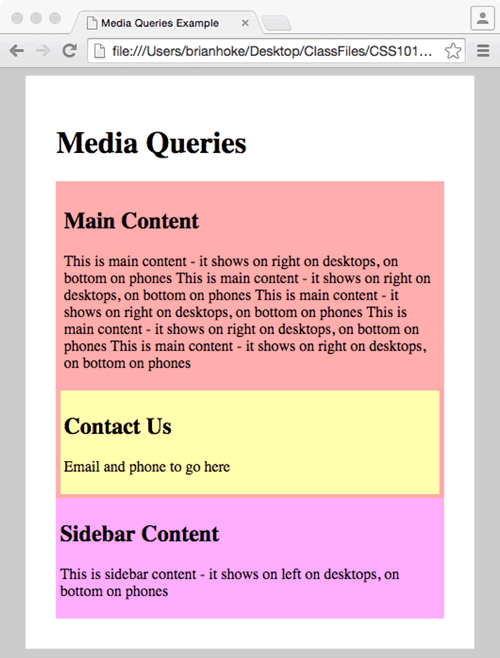 Media Queries Example
file:///Users/brianhoke/Desktop/ClassFiles/CSS101...
Media Queries
Main Content
This is main content - it shows on right on desktops, on
bottom on phones This is main content - it shows on right on
desktops, on bottom on phones This is main content - it
shows on right on desktops, on bottom on phones This is
main content - it shows on right on desktops, on bottom on
phones This is main content - it shows on right on desktops,
on bottom on phones
Contact Us
Email and phone to go here
Sidebar Content
This is sidebar content - it shows on left on desktops, on
bottom on phones